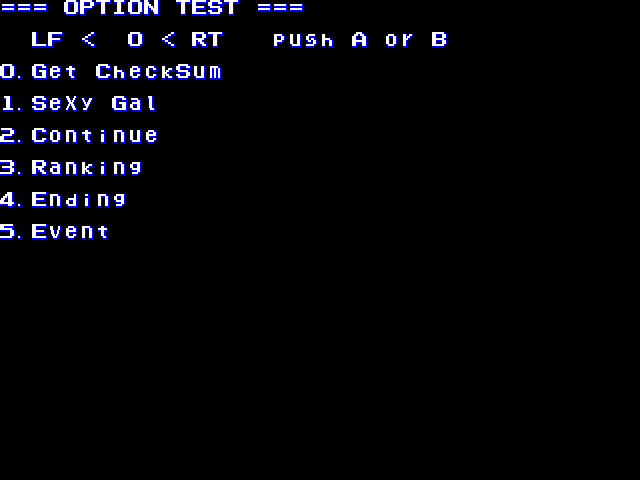 === OPTION TEST ===
LF < 0 < RT push A or B
0. Get CheckSum
1. SeXy Gal
2. Continue
3. Ranking
4. Ending
5. Event